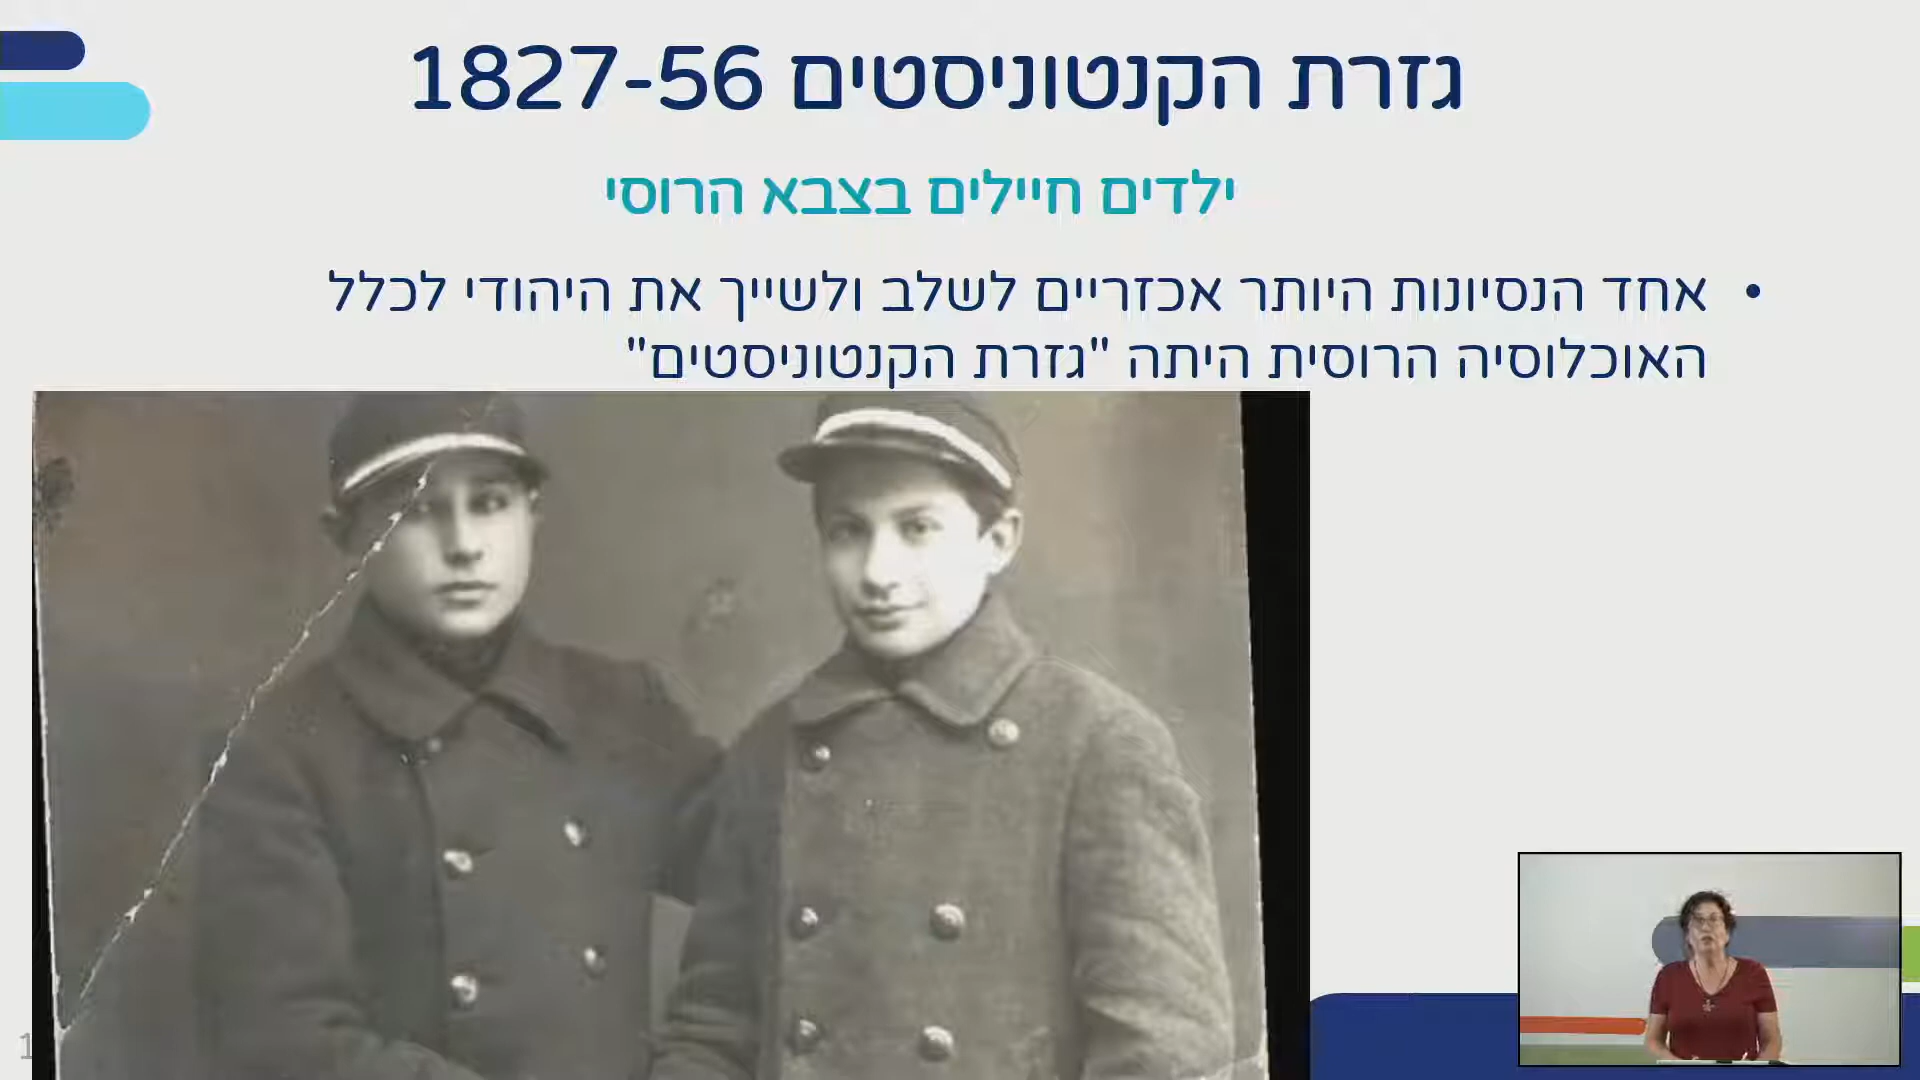 גזרת הקנטוניסטים 1827-56
ילדים חיילים בצבא הרוסי
• אחד הנסיונות היותר אכזריים לשלב ולשייך את היהודי לכלל
האוכלוסיה הרוסית היתה "גזרת הקנטוניסטים"